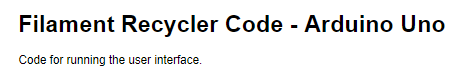 Filament Recycler Code - Arduino Uno
Code for running the user interface.